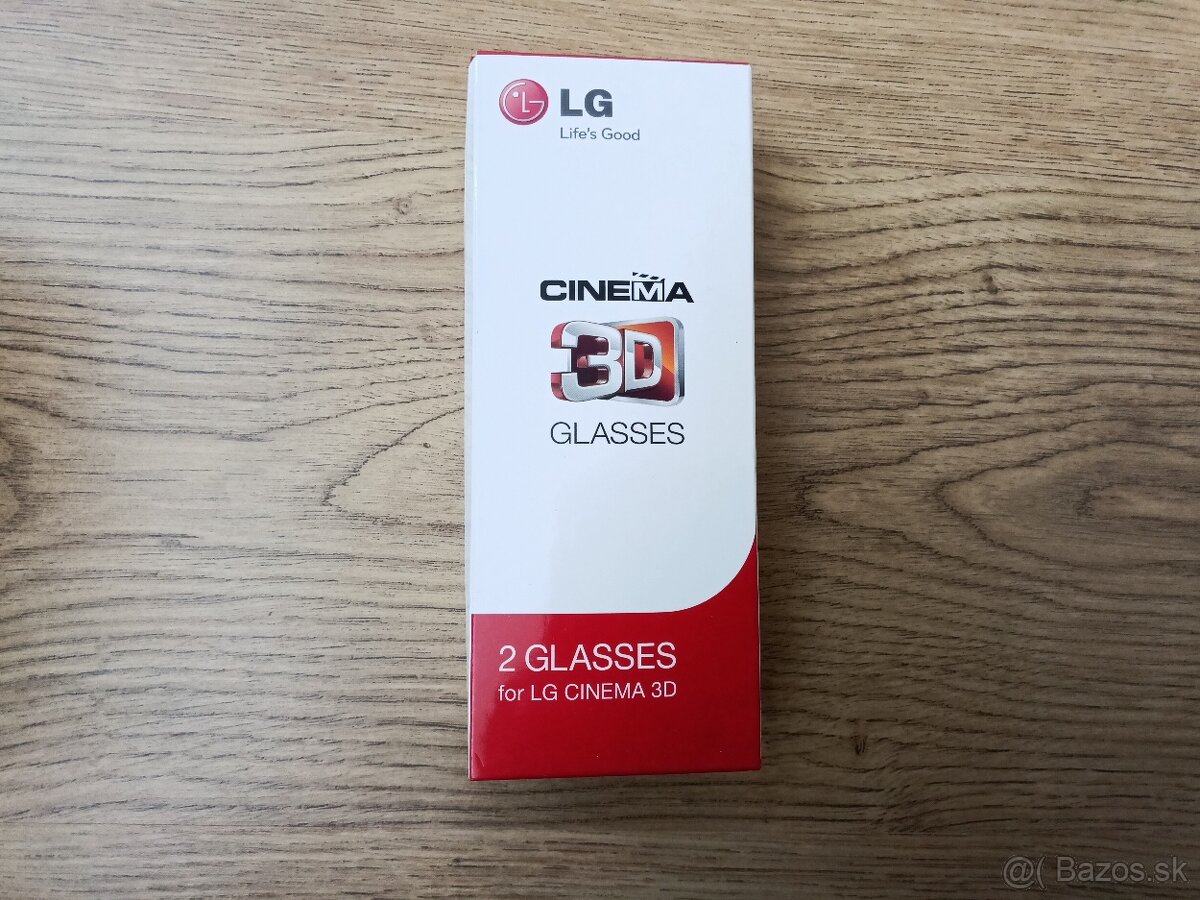 LG
Life's Good
CINEMA
3D
GLASSES
2 GLASSES
for LG CINEMA 3D
@( Bazos.sk